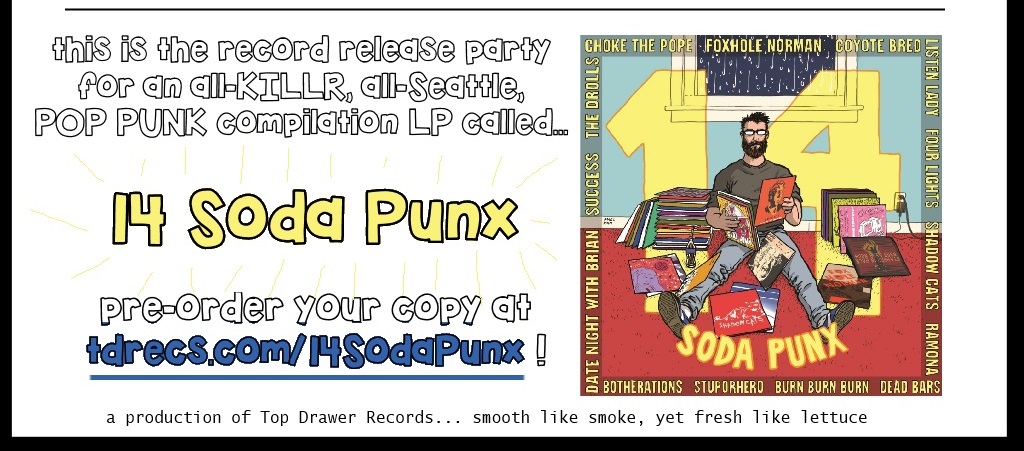 this is the record release party
for an all-KILLR, all-Seattle,
POP PUNK compilation LP called...
14 Soda Punx
pre-order your copy at
tdrecs.com/14SodaPunx !
CHOKE THE POPE FOXHOLE NORMAN COYOTE BRED
LISTEN LADY FOUR LIGHTS SHADOW CATS RAMONA
DATE NIGHT WITH BRIAN SUCCESS THE DROLLS
14
SHADOW CATS
SODA PUNX
BOTHERATIONS STUPORHERO BURN BURN BURN DEAD BARS
a production of Top Drawer Records... smooth like smoke, yet fresh like lettuce